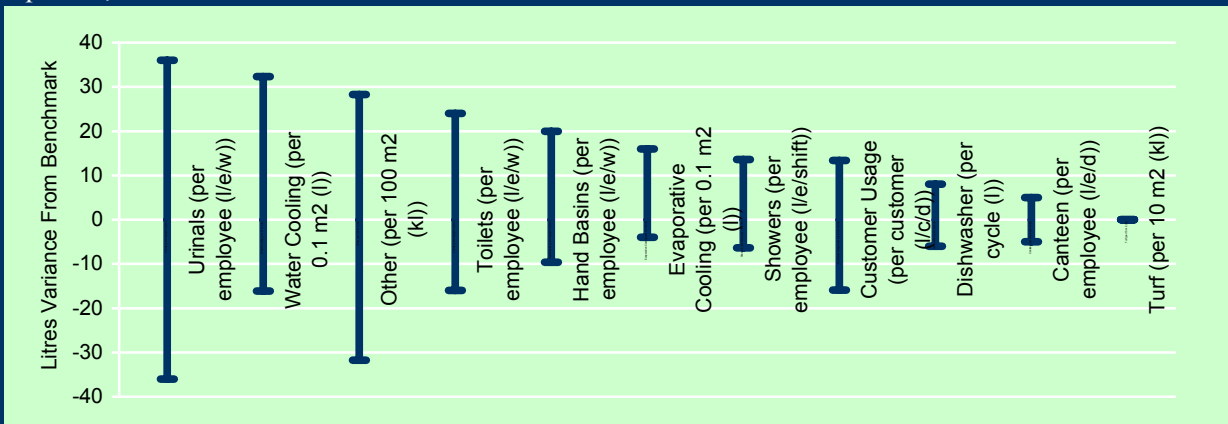 Litres Variance From Benchmark
40
30
20
10
0
-10
-20
-30
-40
Urinals (per
employee (l/e/w))
Water Cooling (per
0.1 m2 (l))
Other (per 100 m2
(kl))
Toilets (per
employee (l/e/w))
Hand Basins (per
employee (l/e/w))
Evaporative
Cooling (per 0.1 m2
(l))
Showers (per
employee (l/e/shift))
Customer Usage
(per customer
(l/c/d))
Dishwasher (per
cycle (l))
Canteen (per
employee (l/e/d))
Turf (per 10 m2 (kl))